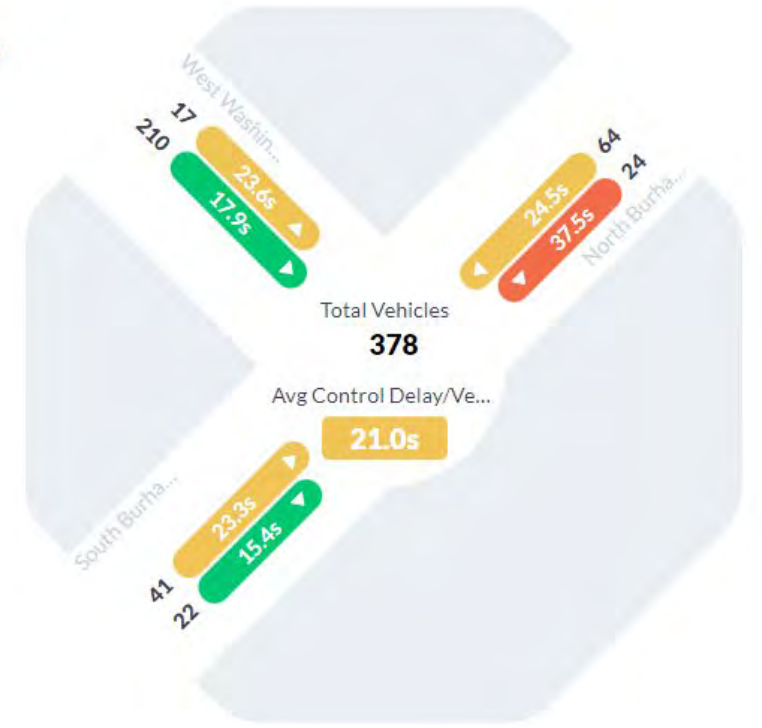 West Washin...
17
210
23.6s
17.9s
64
24
24.5s
37.5s
North Burha...
Total Vehicles
378
Avg Control Delay/Ve...
21.0s
South Burha...
23.3s
15.4s
41
22